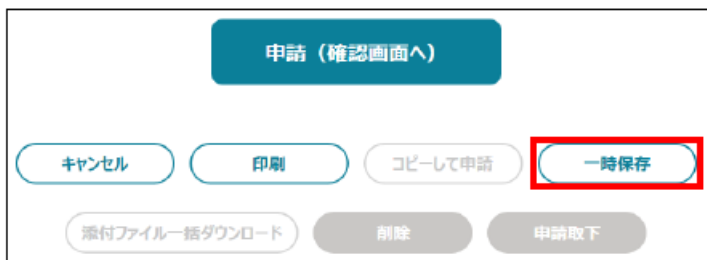 申請（確認画面へ）
キャンセル 印刷 コピーして申請 一時保存
添付ファイル一括ダウンロード 削除 申請取下